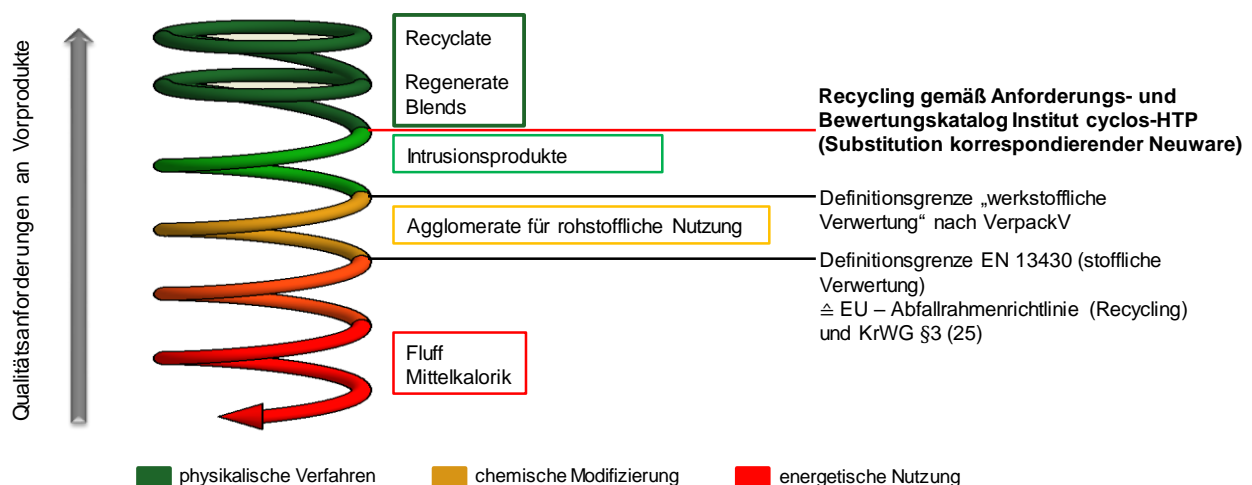 Qualitätsanforderungen an Vorprodukte
Recyclate
Regenerate
Blends
Intrusionsprodukte
Agglomerate für rohstoffliche Nutzung
Fluff
Mittelkalorik
Recycling gemäß Anforderungs- und
Bewertungskatalog Institut cyclos-HTP
(Substitution korrespondierender Neuware)
Definitionsgrenze „werkstoffliche
Verwertung“ nach VerpackV
Definitionsgrenze EN 13430 (stoffliche
Verwertung)
≙ EU – Abfallrahmenrichtlinie (Recycling)
und KrWG §3 (25)
physikalische Verfahren
chemische Modifizierung
energetische Nutzung